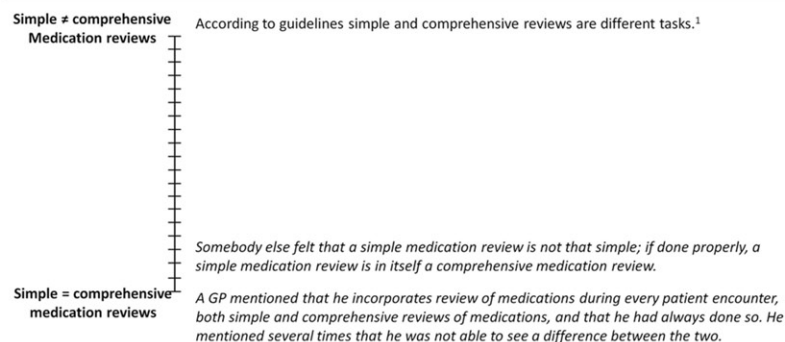 Simple ≠ comprehensive
Medication reviews
According to guidelines simple and comprehensive reviews are different tasks.¹
Somebody else felt that a simple medication review is not that simple; if done properly, a
simple medication review is in itself a comprehensive medication review.
Simple = comprehensive
medication reviews
A GP mentioned that he incorporates review of medications during every patient encounter,
both simple and comprehensive reviews of medications, and that he had always done so. He
mentioned several times that he was not able to see a difference between the two.